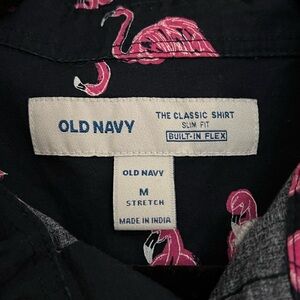 OLD NAVY
THE CLASSIC SHIRT
SLIM FIT
BUILT-IN FLEX
OLD NAVY
M
STRETCH
MADE IN INDIA